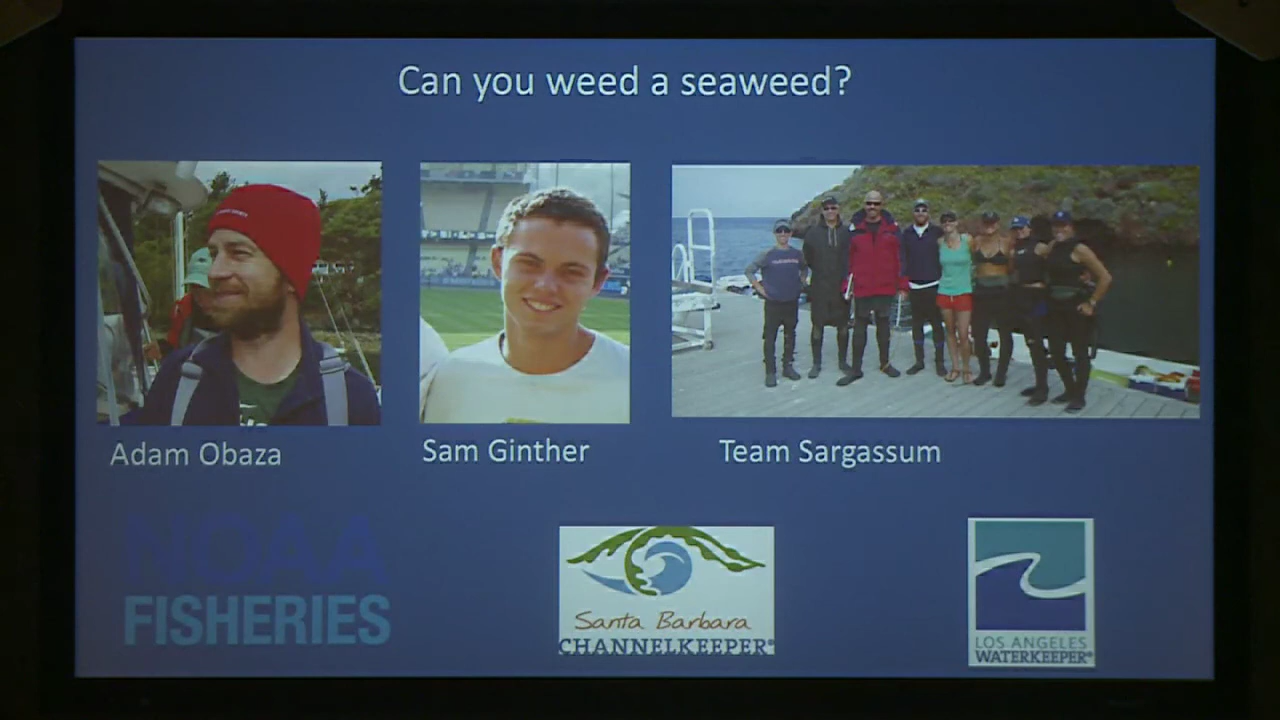 Can you weed a seaweed?
Adam Obaza
Sam Ginther
Team Sargassum
NOAA
FISHERIES
Santa Barbara
CHANNELKEEPER®
LOS ANGELES
WATERKEEPER®